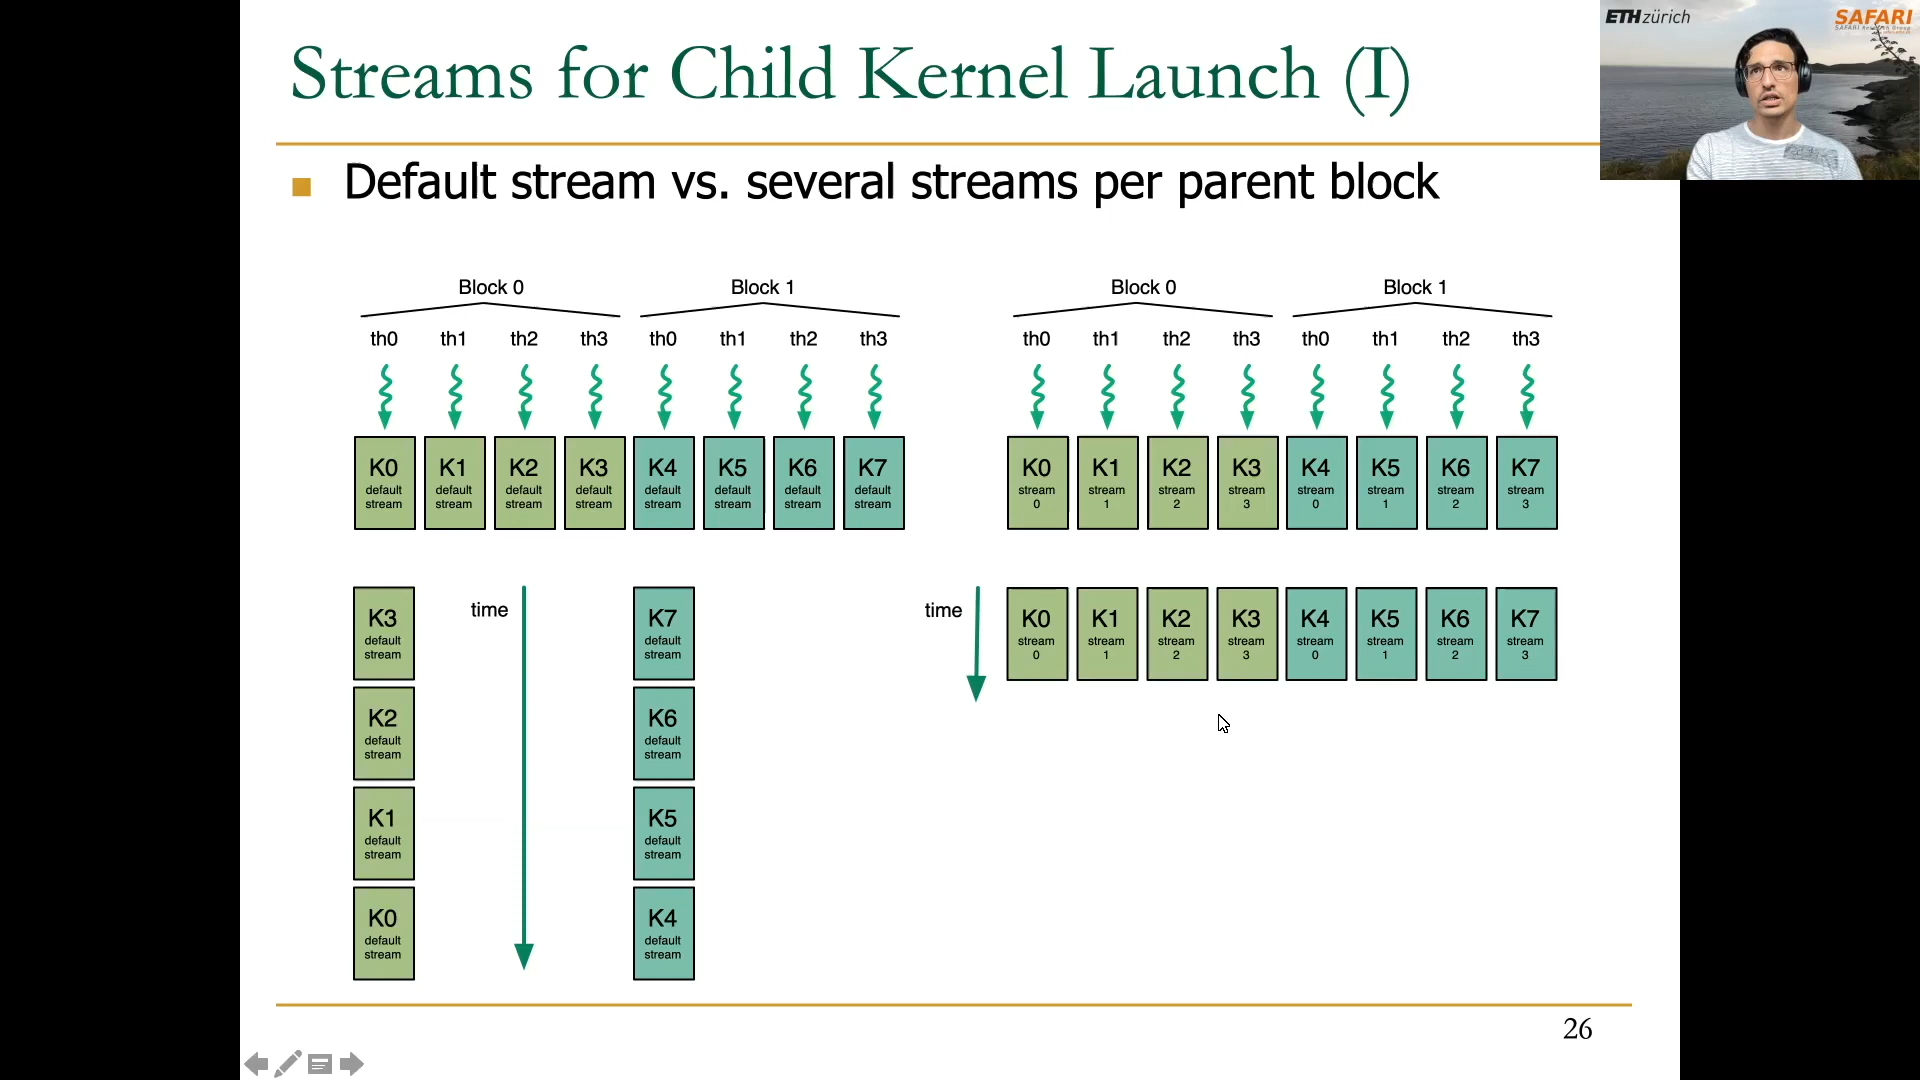 Streams for Child Kernel Launch (I)
ETH zürich
SAFARI
SAFARI Research Group
Default stream vs. several streams per parent block
Block 0 Block 1
th0 th1 th2 th3 th0 th1 th2 th3
K0 K1 K2 K3 K4 K5 K6 K7
default default default default default default default default
stream stream stream stream stream stream stream stream
time
K3 K7
default default
stream stream
K2 K6
default default
stream stream
K1 K5
default default
stream stream
K0 K4
default default
stream stream
Block 0 Block 1
th0 th1 th2 th3 th0 th1 th2 th3
K0 K1 K2 K3 K4 K5 K6 K7
stream stream stream stream stream stream stream stream
0 1 2 3 0 1 2 3
time
K0 K1 K2 K3 K4 K5 K6 K7
stream stream stream stream stream stream stream stream
0 1 2 3 0 1 2 3
26